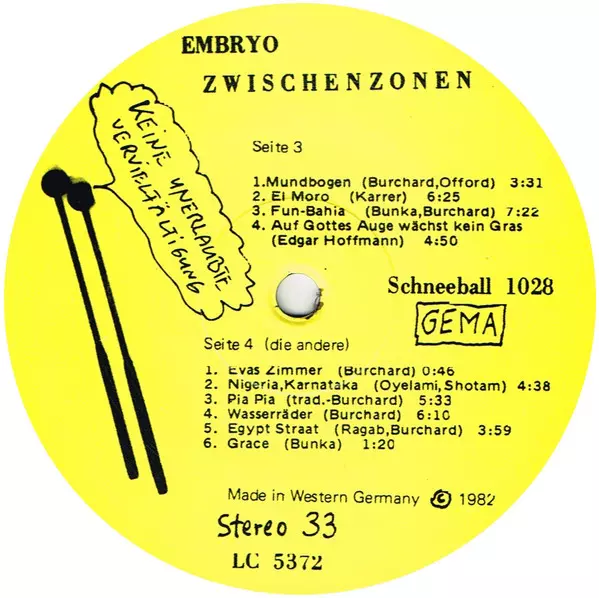 EMBRYO
ZWISCHENZONEN
KEINE UNERLAUBTE
VERVIELTÄLTIGUNG
Seite 3
1.Mundbogen (Burchard,Offord) 3:31
2. El Moro (Karrer) 6:25
3. Fun-Bahia (Bunka,Burchard) 7:22
4. Auf Gottes Auge wächst kein Gras
(Edgar Hoffmann) 4:50
Schneeball 1028
GEMA
Seite 4 (die andere)
1. Evas Zimmer (Burchard) 0:46
2. Nigeria,Karnataka (Oyelami,Shotam) 4:38
3. Pia Pia (trad.-Burchard) 5:33
4. Wasserräder (Burchard) 6:10
5. Egypt Straat (Ragab,Burchard) 3:59
6. Grace (Bunka) 1:20
Made in Western Germany © 1982
Stereo 33
LC 5372